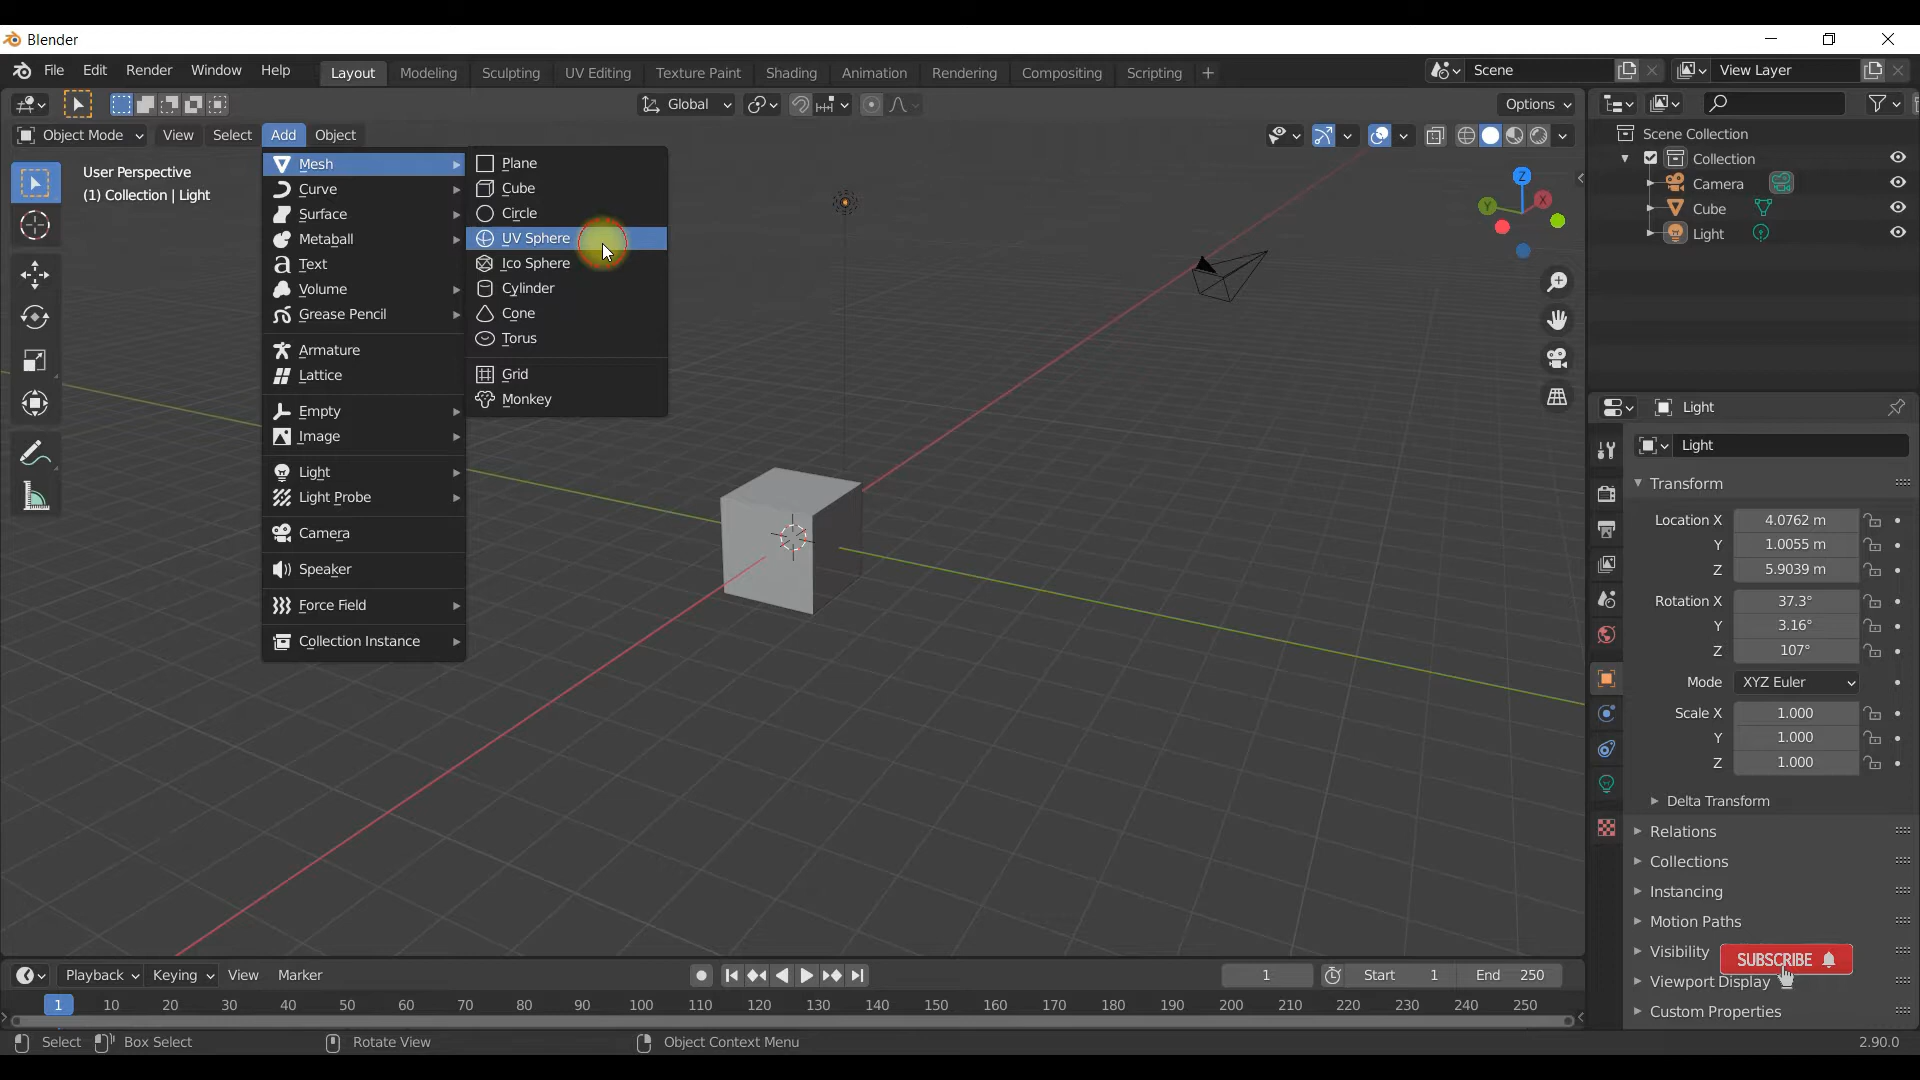 Blender
File Edit Render Window Help Layout Modeling Sculpting UV Editing Texture Paint Shading Animation Rendering Compositing Scripting + Scene View Layer
Global Options
Object Mode View Select Add Object
User Perspective
(1) Collection | Light
Mesh
Curve
Surface
Metaball
Text
Volume
Grease Pencil
Armature
Lattice
Empty
Image
Light
Light Probe
Camera
Speaker
Force Field
Collection Instance
Plane
Cube
Circle
UV Sphere
Ico Sphere
Cylinder
Cone
Torus
Grid
Monkey
Z
X
Y
Scene Collection
Collection
Camera
Cube
Light
Light
Light
Transform
Location X 4.0762 m
Y 1.0055 m
Z 5.9039 m
Rotation X 37.3°
Y 3.16°
Z 107°
Mode XYZ Euler
Scale X 1.000
Y 1.000
Z 1.000
Delta Transform
Relations
Collections
Instancing
Motion Paths
Visibility
SUBSCRIBE
Viewport Display
Custom Properties
Playback Keying View Marker 1 Start 1 End 250
1 10 20 30 40 50 60 70 80 90 100 110 120 130 140 150 160 170 180 190 200 210 220 230 240 250
Select Box Select Rotate View Object Context Menu 2.90.0